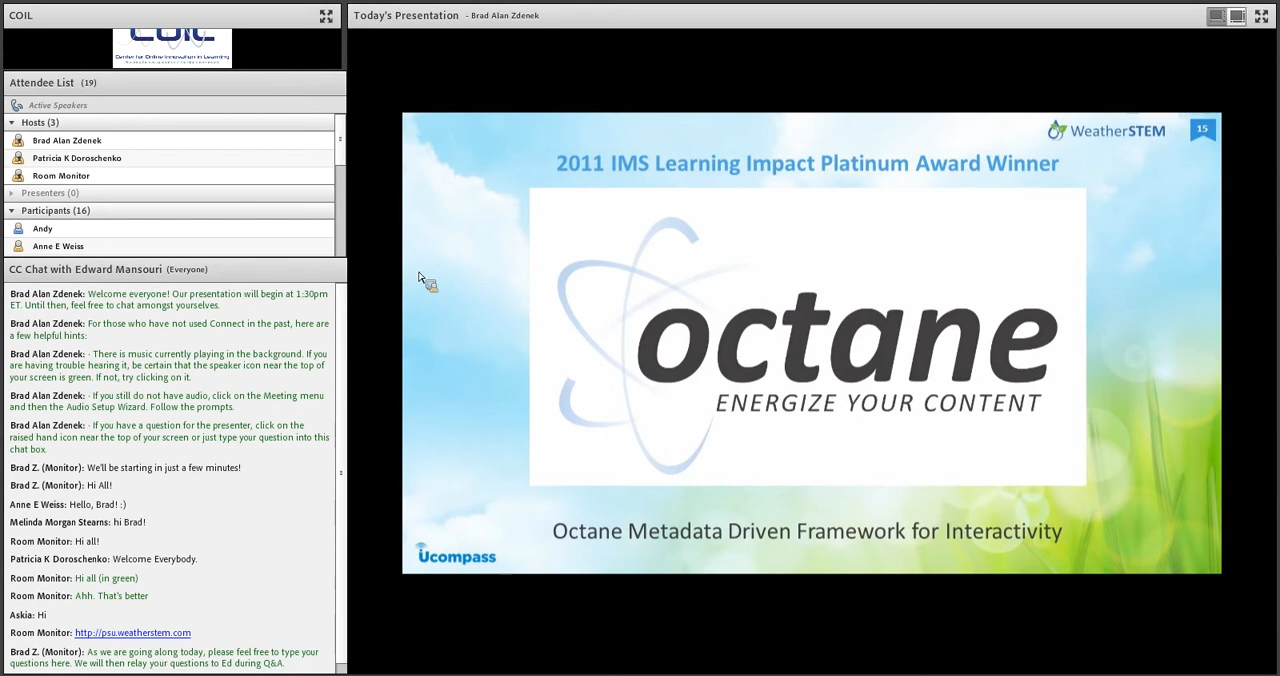 COIL
Center for Online Innovation in Learning
Attendee List (19)
Active Speakers
Hosts (3)
Brad Alan Zdenek
Patricia K Doroschenko
Room Monitor
Presenters (0)
Participants (16)
Andy
Anne E Weiss
CC Chat with Edward Mansouri (Everyone)
Brad Alan Zdenek: Welcome everyone! Our presentation will begin at 1:30pm
ET. Until then, feel free to chat amongst yourselves.
Brad Alan Zdenek: For those who have not used Connect in the past, here are
a few helpful hints:
Brad Alan Zdenek: · There is music currently playing in the background. If you
are having trouble hearing it, be certain that the speaker icon near the top of
your screen is green. If not, try clicking on it.
Brad Alan Zdenek: · If you still do not have audio, click on the Meeting menu
and then the Audio Setup Wizard. Follow the prompts.
Brad Alan Zdenek: · If you have a question for the presenter, click on the
raised hand icon near the top of your screen or just type your question into this
chat box.
Brad Z. (Monitor): We'll be starting in just a few minutes!
Brad Z. (Monitor): Hi All!
Anne E Weiss: Hello, Brad! :)
Melinda Morgan Stearns: hi Brad!
Room Monitor: Hi all!
Patricia K Doroschenko: Welcome Everybody.
Room Monitor: Hi all (in green)
Room Monitor: Ahh. That's better
Askia: Hi
Room Monitor: http://psu.weatherstem.com
Brad Z. (Monitor): As we are going along today, please feel free to type your
questions here. We will then relay your questions to Ed during Q&A.
Today's Presentation - Brad Alan Zdenek
WeatherSTEM
15
2011 IMS Learning Impact Platinum Award Winner
octane
ENERGIZE YOUR CONTENT
Octane Metadata Driven Framework for Interactivity
Ucompass